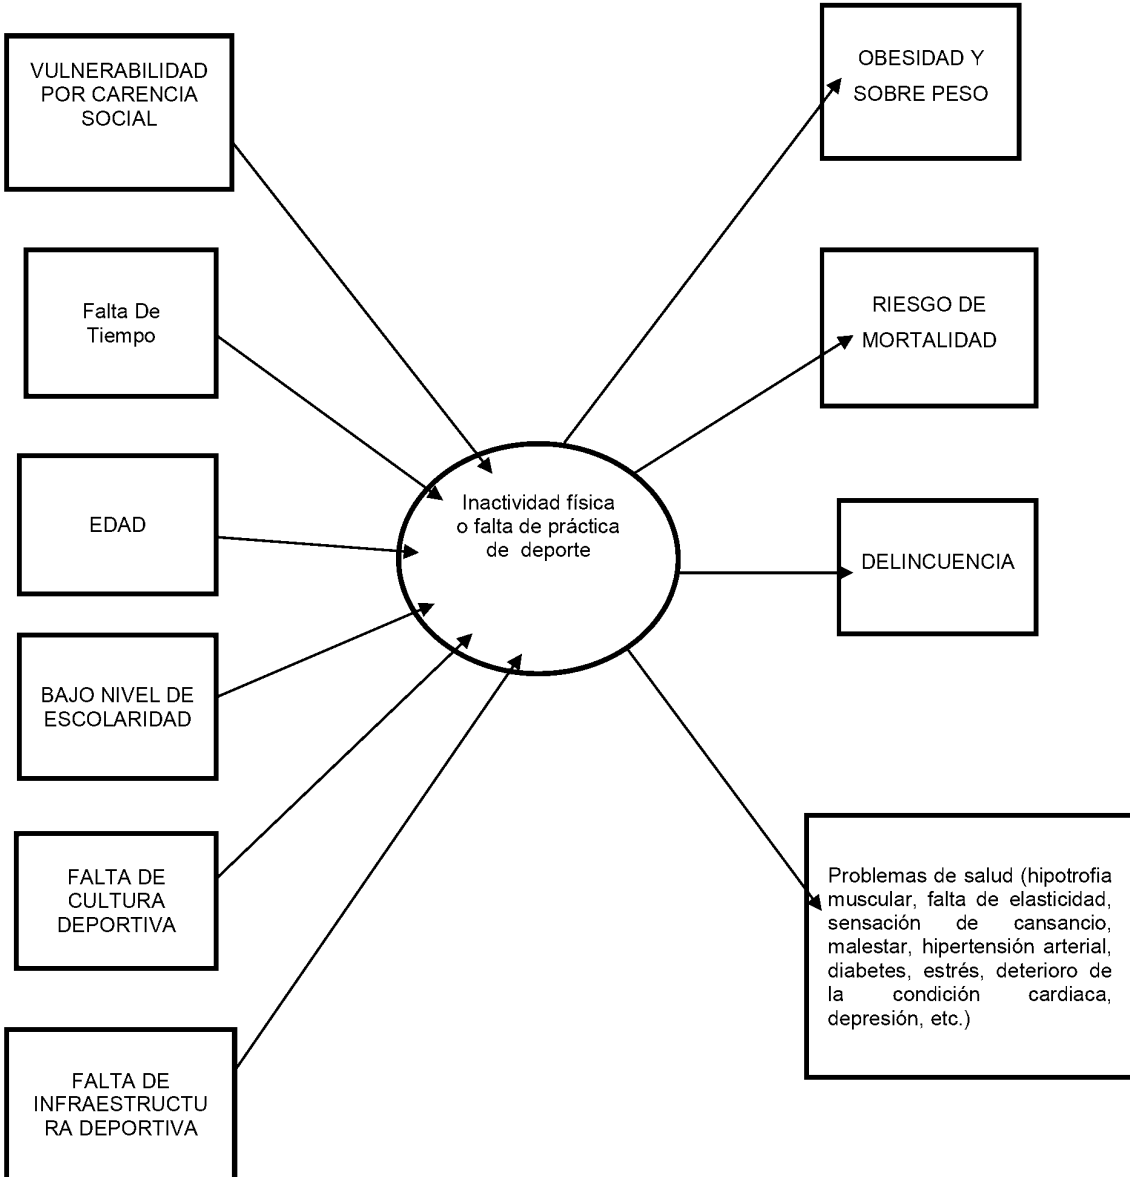 VULNERABILIDAD
POR CARENCIA
SOCIAL
Falta De
Tiempo
EDAD
BAJO NIVEL DE
ESCOLARIDAD
FALTA DE
CULTURA
DEPORTIVA
FALTA DE
INFRAESTRUCTU
RA DEPORTIVA
Inactividad física
o falta de práctica
de deporte
OBESIDAD Y
SOBRE PESO
RIESGO DE
MORTALIDAD
DELINCUENCIA
Problemas de salud (hipotrofia
muscular, falta de elasticidad,
sensación de cansancio,
malestar, hipertensión arterial,
diabetes, estrés, deterioro de
la condición cardiaca,
depresión, etc.)